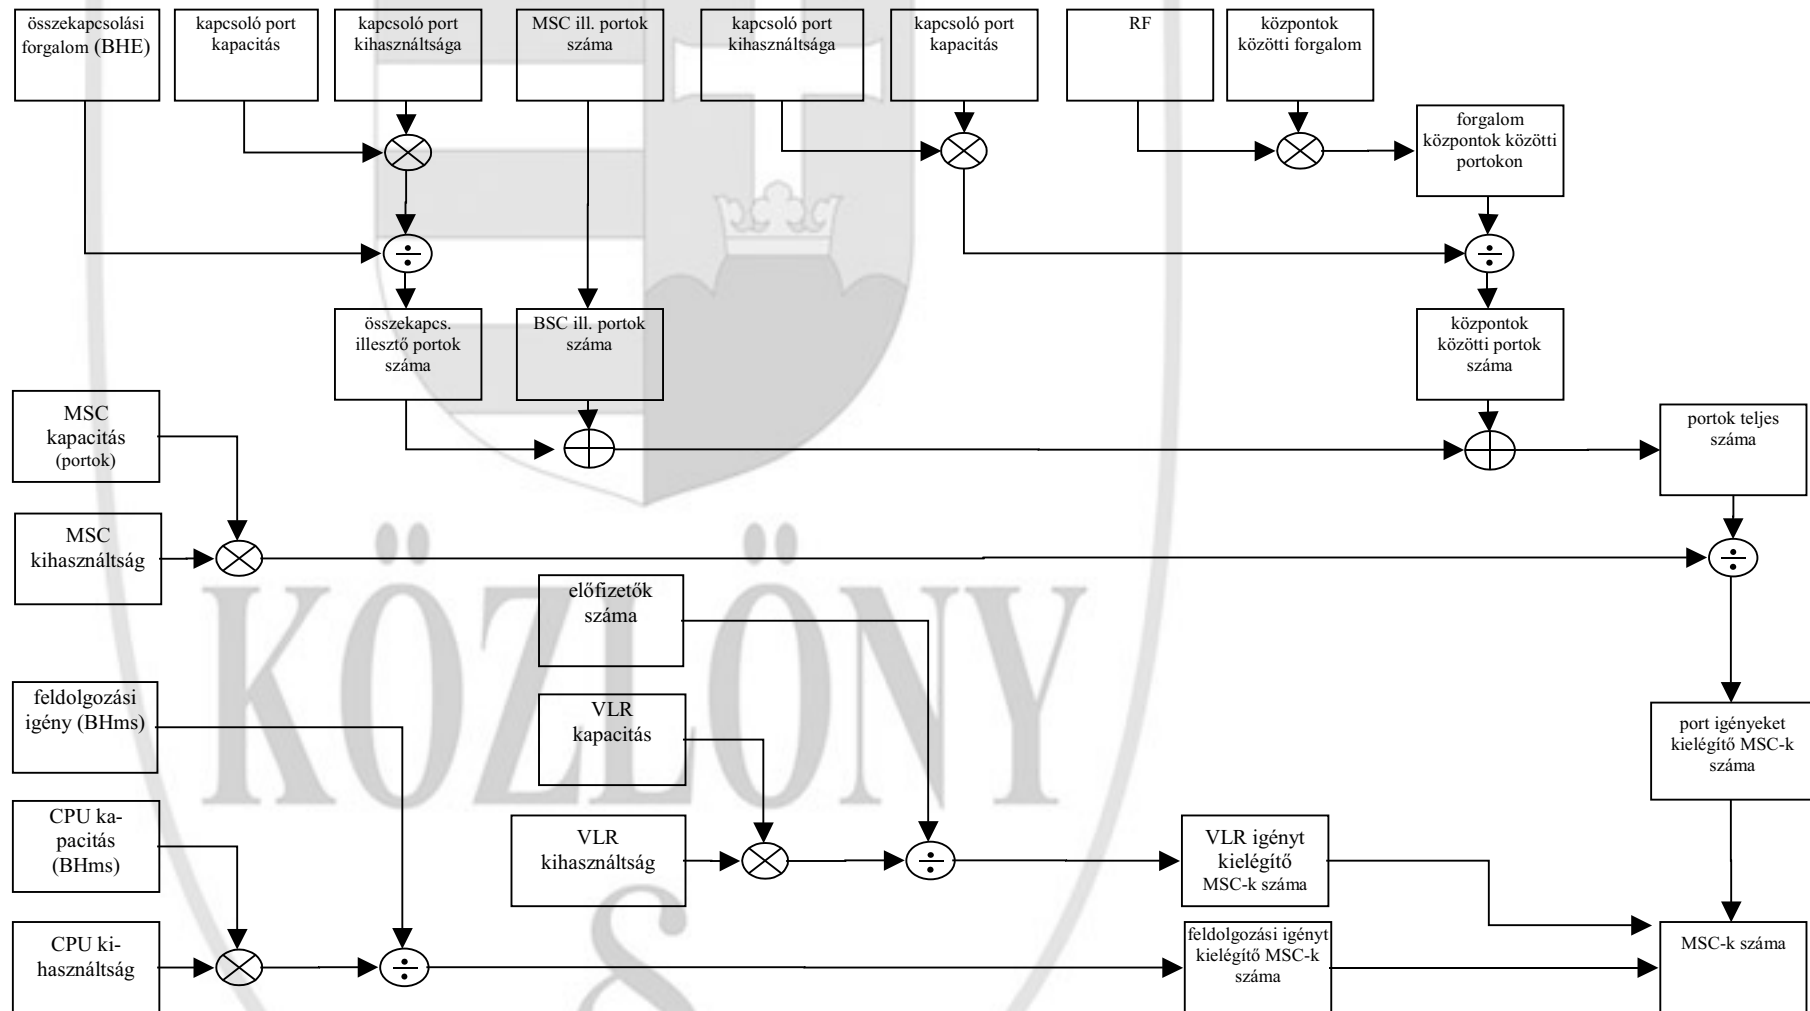 összekapcsolási
forgalom (BHE)
kapcsoló port
kapacitás
kapcsoló port
kihasználtsága
MSC ill. portok
száma
kapcsoló port
kihasználtsága
kapcsoló port
kapacitás
RF
központok
közötti forgalom
forgalom
központok közötti
portokon
összekapcs.
illesztő portok
száma
BSC ill. portok
száma
központok
közötti portok
száma
MSC
kapacitás
(portok)
portok teljes
száma
MSC
kihasználtság
előfizetők
száma
KÖZLÖNY
feldolgozási
igény (BHms)
VLR
kapacitás
port igényeket
kielégítő MSC-k
száma
CPU ka-
pacitás
(BHms)
VLR
kihasználtság
VLR igényt
kielégítő
MSC-k száma
CPU ki-
használtság
feldolgozási igényt
kielégítő MSC-k
száma
MSC-k száma